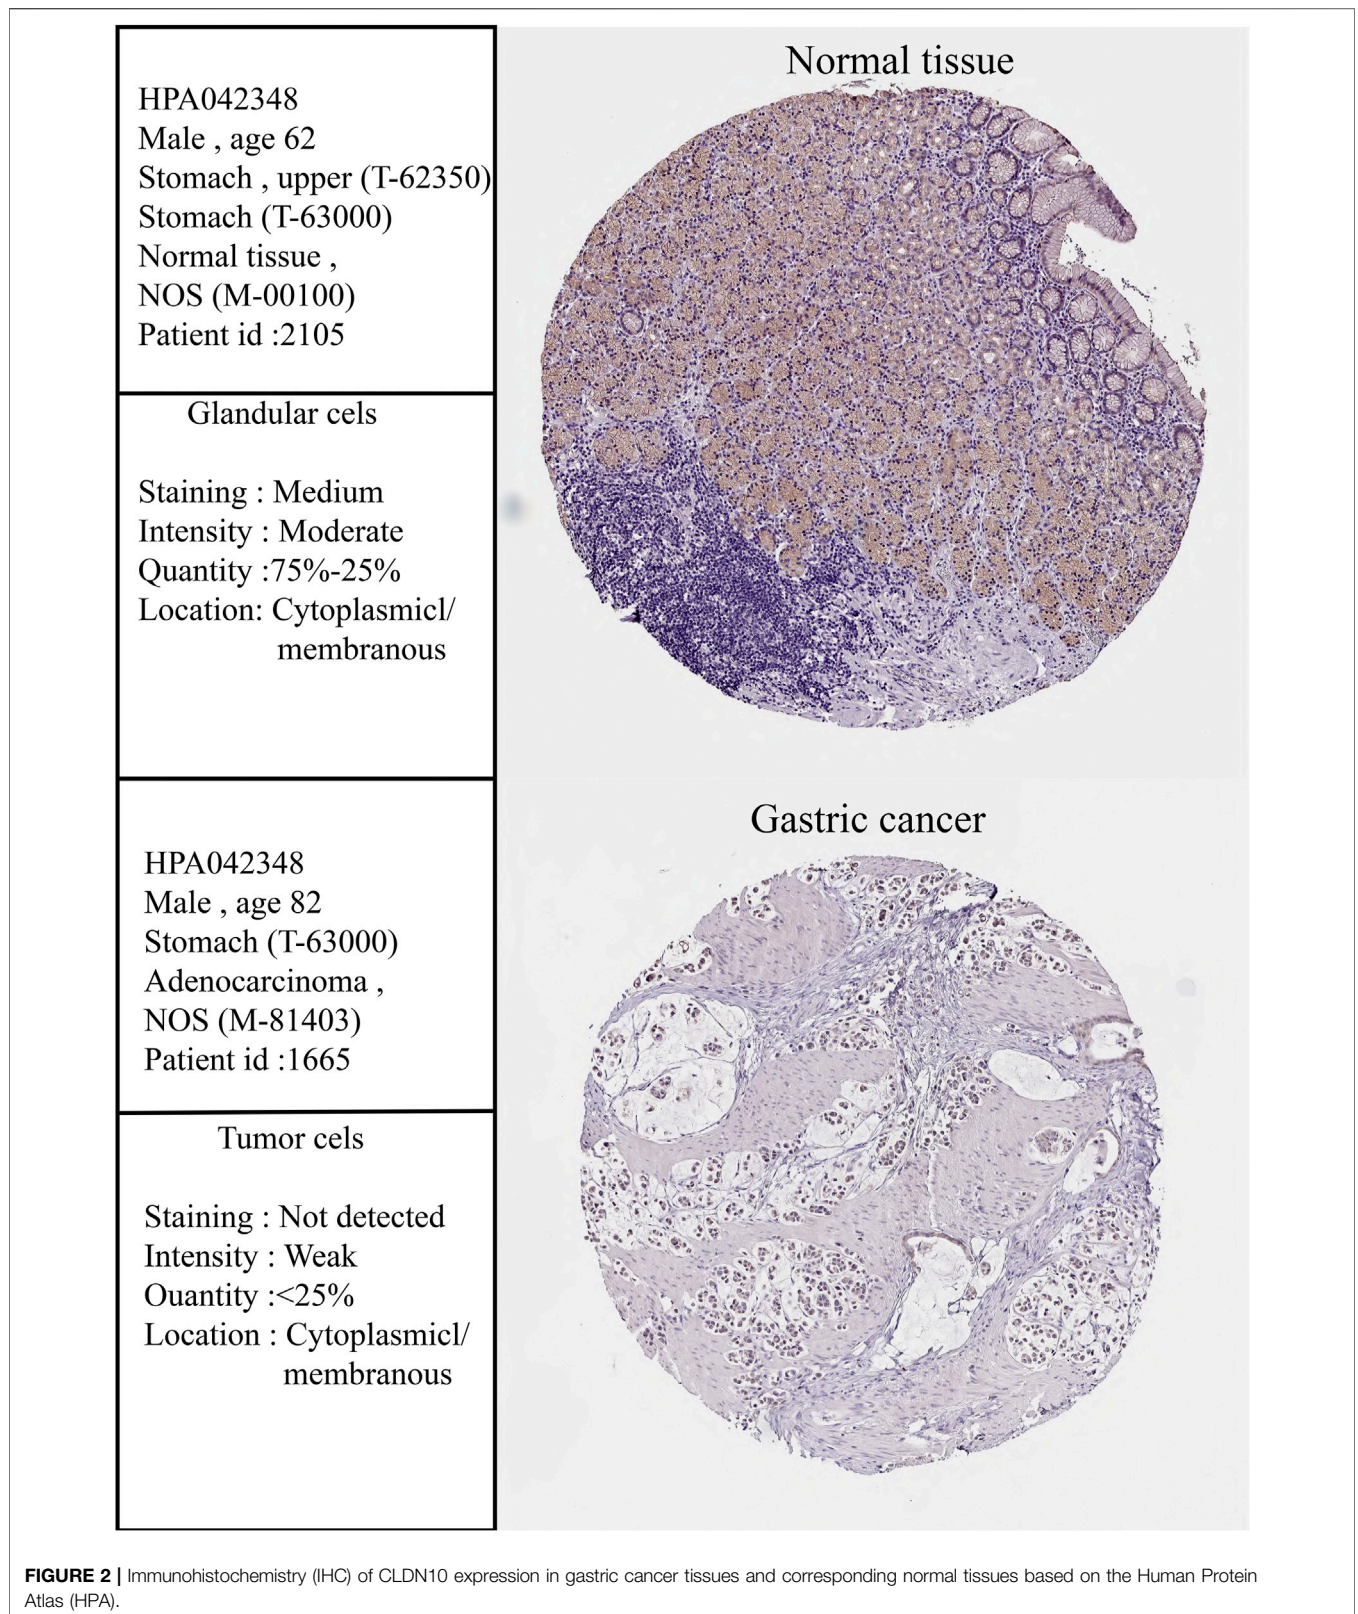 Normal tissue
HPA042348
Male , age 62
Stomach , upper (T-62350)
Stomach (T-63000)
Normal tissue ,
NOS (M-00100)
Patient id :2105
Glandular cels
Staining : Medium
Intensity : Moderate
Quantity :75%-25%
Location: Cytoplasmicl/
membranous
Gastric cancer
HPA042348
Male , age 82
Stomach (T-63000)
Adenocarcinoma ,
NOS (M-81403)
Patient id :1665
Tumor cells
Staining : Not detected
Intensity : Weak
Ouantity :<25%
Location : Cytoplasmicl/
membranous
FIGURE 2 | Immunohistochemistry (IHC) of CLDN10 expression in gastric cancer tissues and corresponding normal tissues based on the Human Protein
Atlas (HPA).